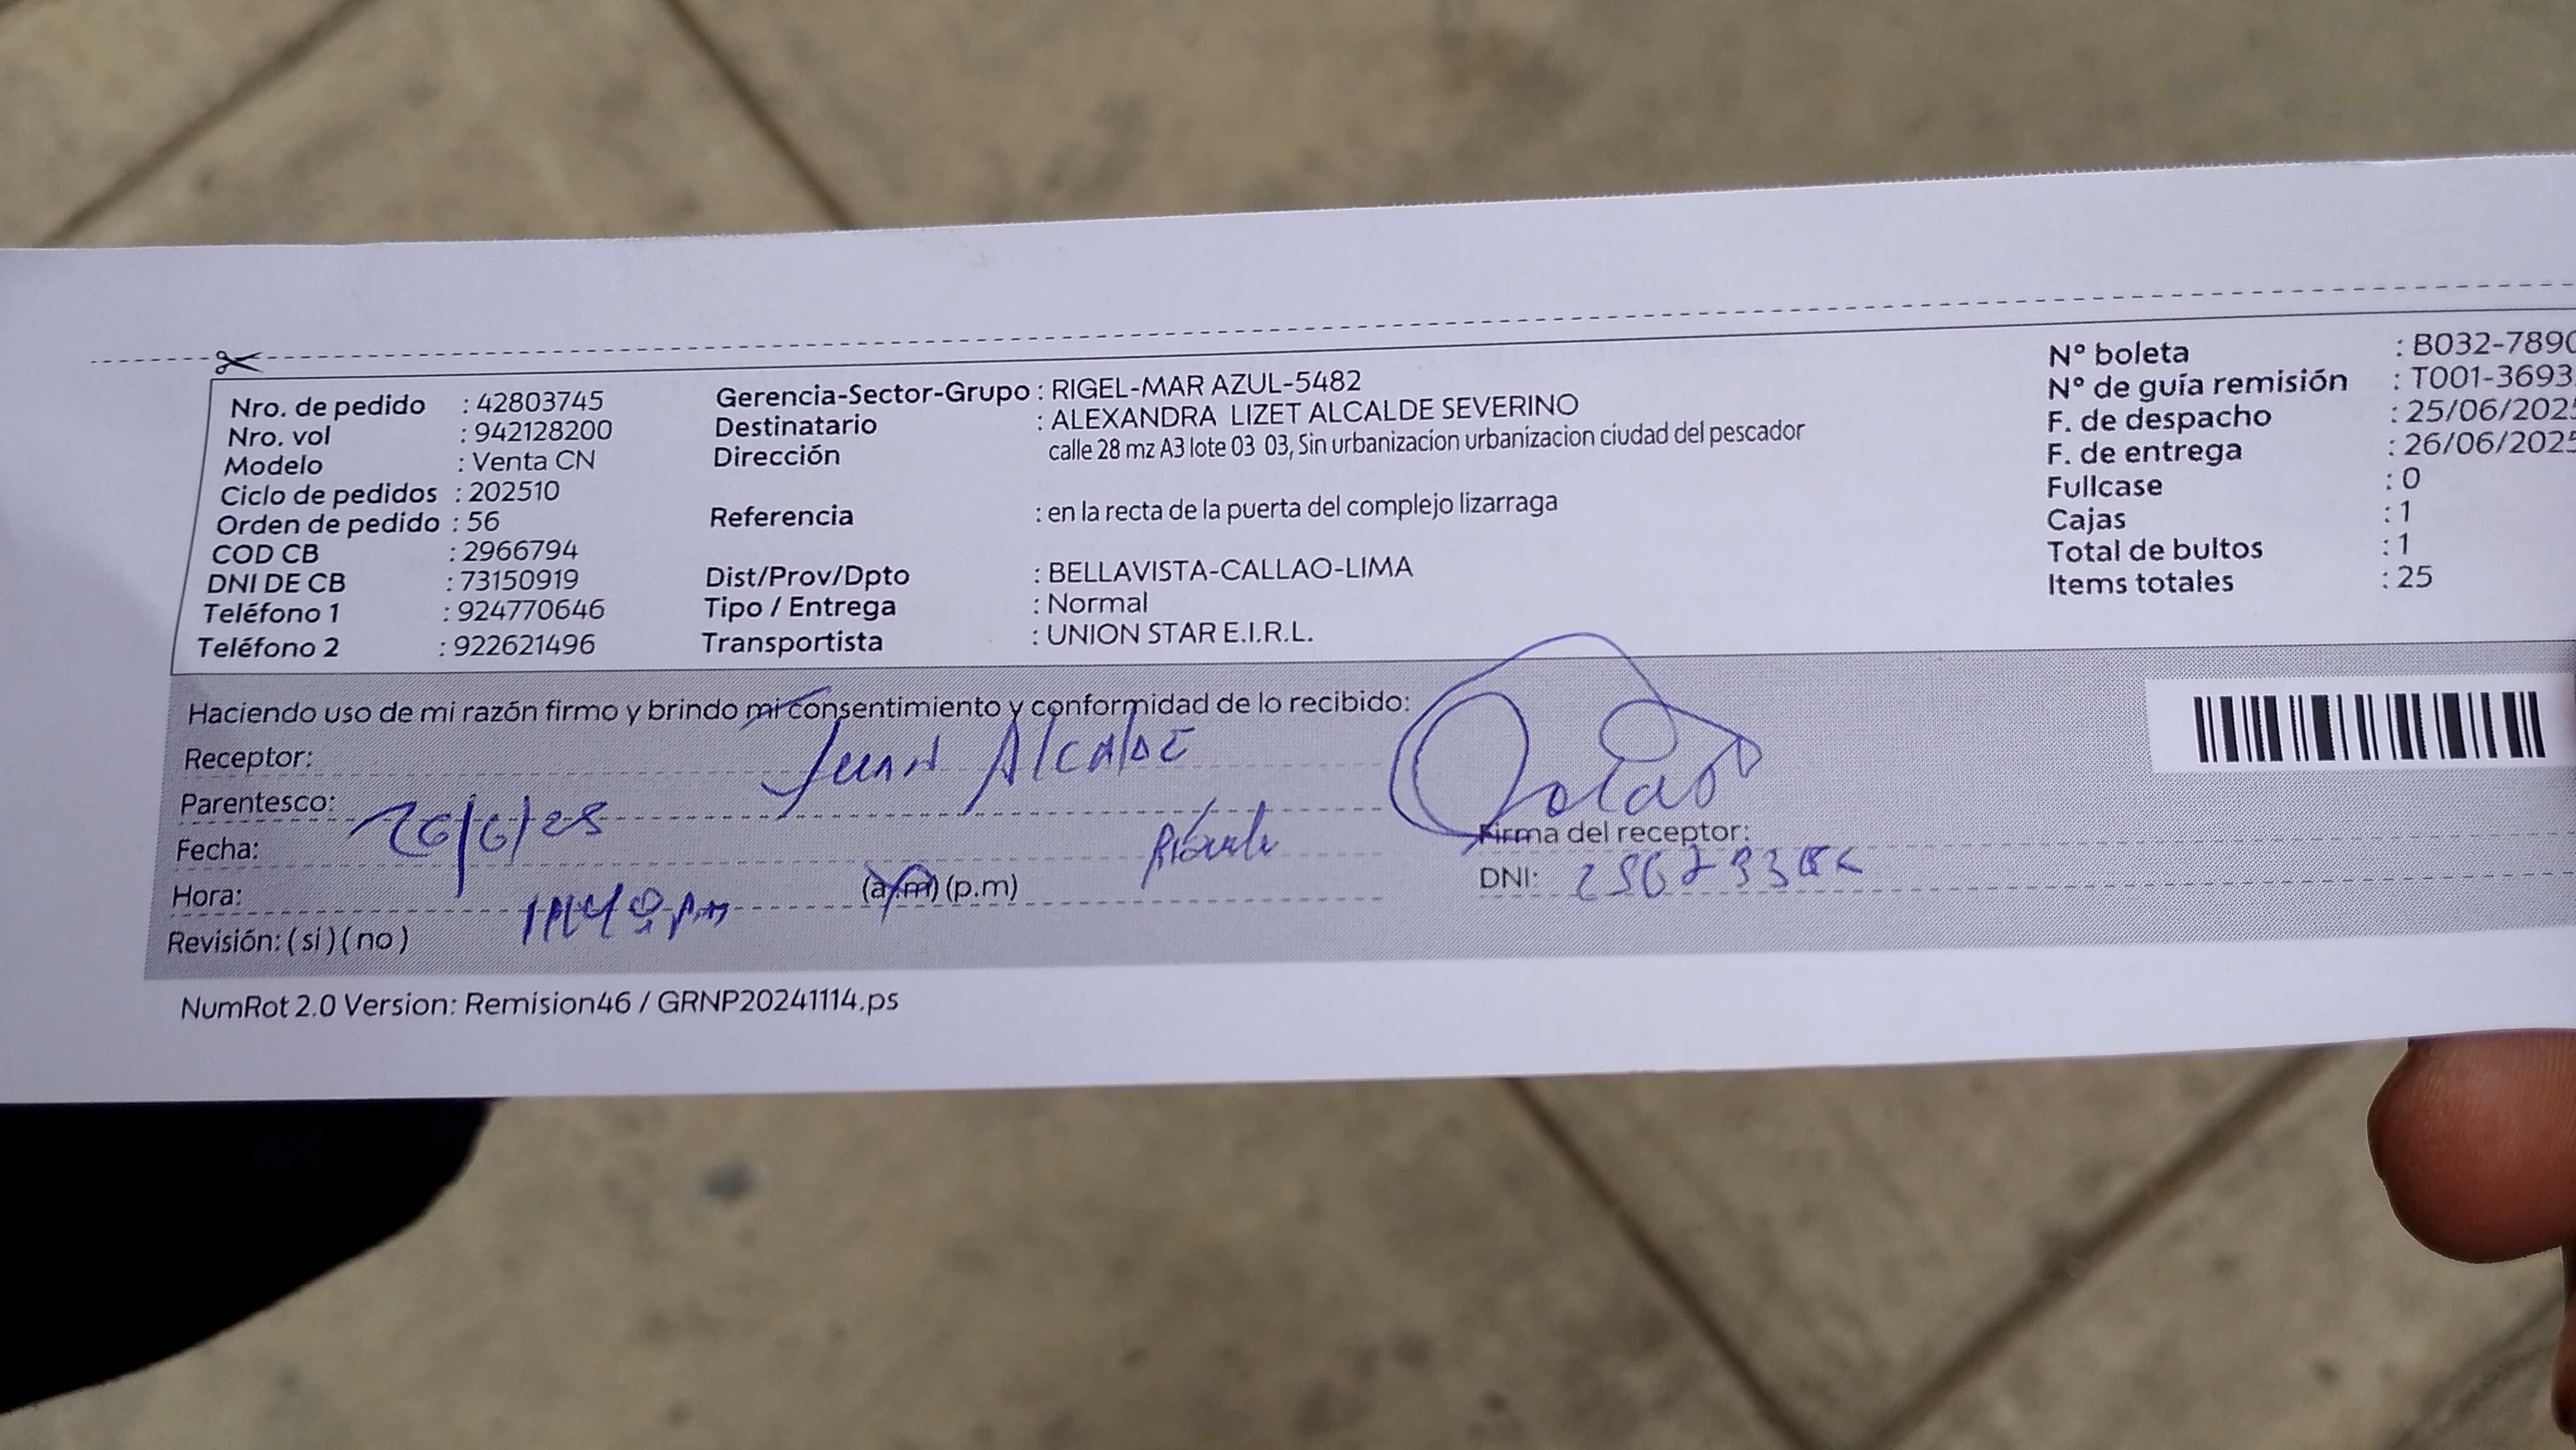 Nro. de pedido : 42803745
Nro. vol : 942128200
Modelo : Venta CN
Ciclo de pedidos : 202510
Orden de pedido : 56
COD CB : 2966794
DNI DE CB : 73150919
Teléfono 1 : 924770646
Teléfono 2 : 922621496
Gerencia-Sector-Grupo : RIGEL-MAR AZUL-5482
Destinatario : ALEXANDRA LIZET ALCALDE SEVERINO
Dirección calle 28 mz A3 lote 03 03, Sin urbanizacion urbanizacion ciudad del pescador
Referencia : en la recta de la puerta del complejo lizarraga
Dist/Prov/Dpto : BELLAVISTA-CALLAO-LIMA
Tipo / Entrega : Normal
Transportista : UNION STAR E.I.R.L.
Nº boleta : B032-789
Nº de guía remisión : T001-3693
F. de despacho : 25/06/202
F. de entrega : 26/06/2025
Fullcase : 0
Cajas : 1
Total de bultos : 1
Items totales : 25
Haciendo uso de mi razón firmo y brindo mi consentimiento y conformidad de lo recibido:
Receptor: Juan Alcalde
Parentesco:
Fecha: 26/6/25
Hora: (a.m) (p.m)
Revisión: ( si ) ( no )
Firma del receptor:
DNI:
NumRot 2.0 Version: Remision46 / GRNP20241114.ps